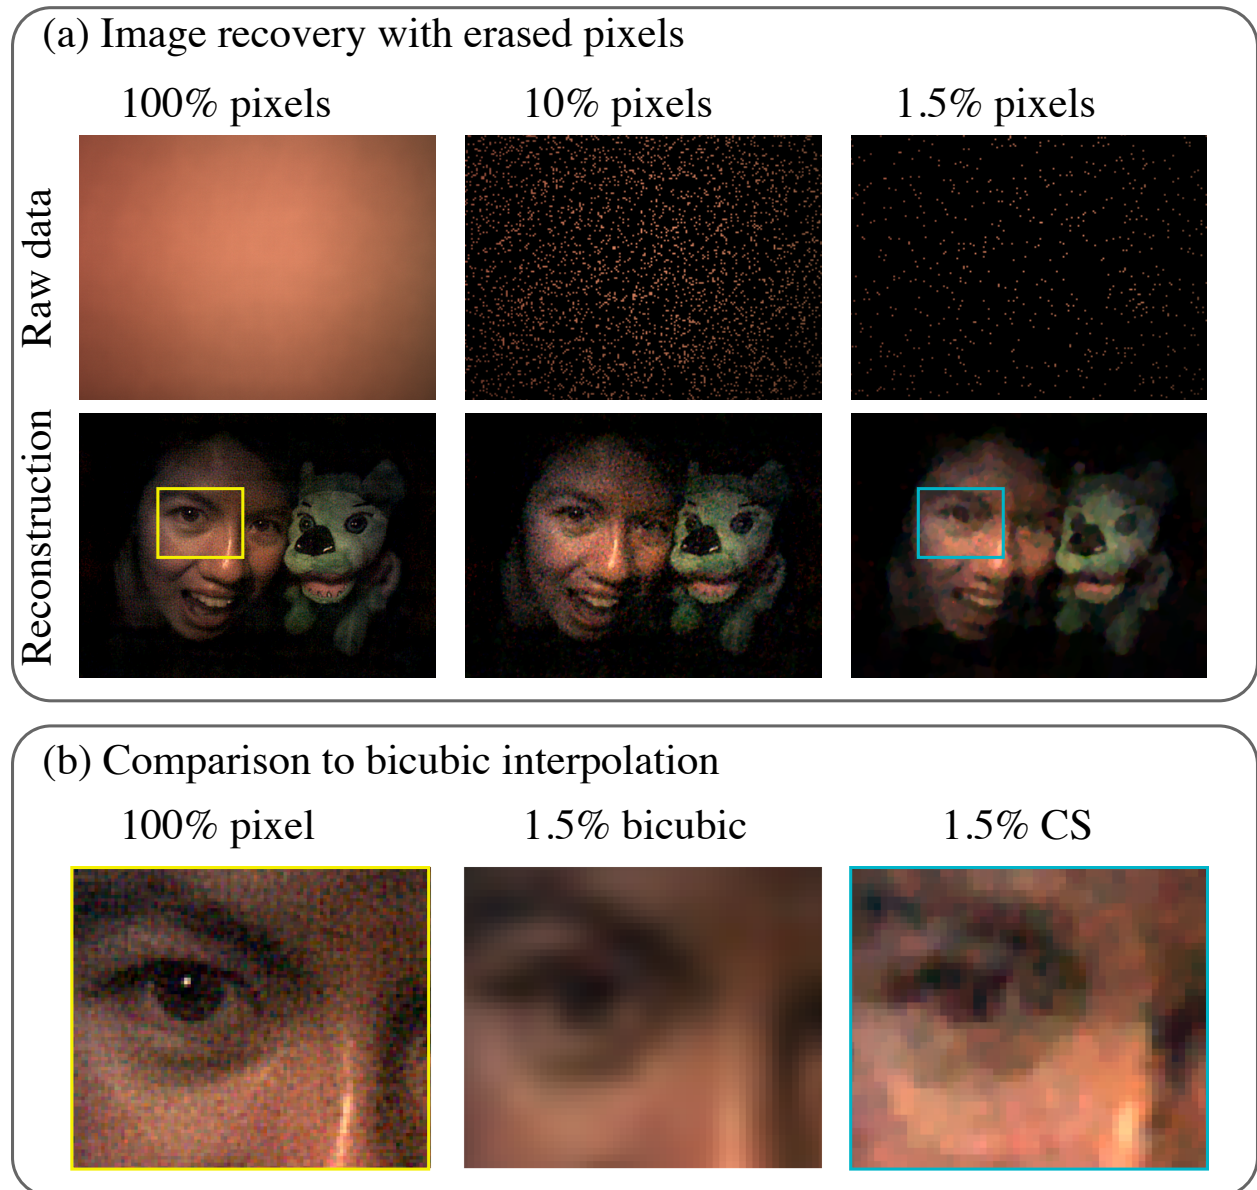 (a) Image recovery with erased pixels
100% pixels
10% pixels
1.5% pixels
Raw data
Reconstruction
(b) Comparison to bicubic interpolation
100% pixel
1.5% bicubic
1.5% CS